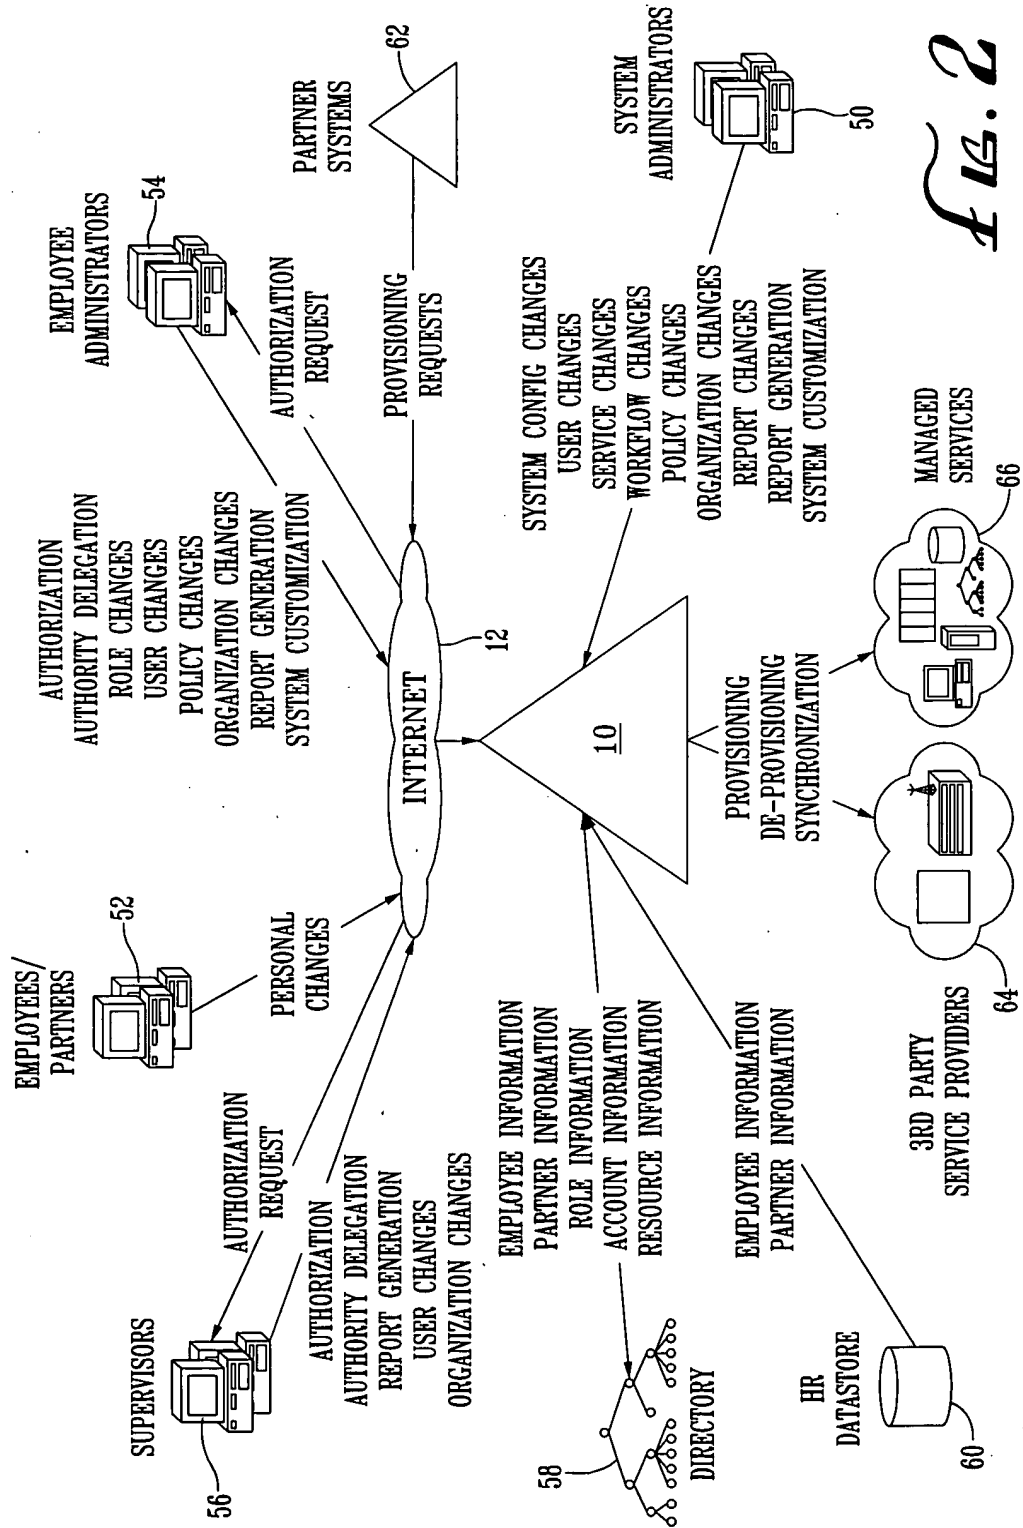 SUPERVISORS
56
AUTHORIZATION
REQUEST
AUTHORIZATION
AUTHORITY DELEGATION
REPORT GENERATION
USER CHANGES
ORGANIZATION CHANGES
EMPLOYEES/
PARTNERS
52
PERSONAL
CHANGES
AUTHORIZATION
AUTHORITY DELEGATION
ROLE CHANGES
USER CHANGES
POLICY CHANGES
ORGANIZATION CHANGES
REPORT GENERATION
SYSTEM CUSTOMIZATION
EMPLOYEE
ADMINISTRATORS
54
AUTHORIZATION
REQUEST
PARTNER
SYSTEMS
62
PROVISIONING
REQUESTS
INTERNET
12
10
58
DIRECTORY
EMPLOYEE INFORMATION
PARTNER INFORMATION
ROLE INFORMATION
ACCOUNT INFORMATION
RESOURCE INFORMATION
SYSTEM CONFIG CHANGES
USER CHANGES
SERVICE CHANGES
WORKFLOW CHANGES
POLICY CHANGES
ORGANIZATION CHANGES
REPORT CHANGES
REPORT GENERATION
SYSTEM CUSTOMIZATION
SYSTEM
ADMINISTRATORS
50
HR
DATASTORE
60
EMPLOYEE INFORMATION
PARTNER INFORMATION
PROVISIONING
DE-PROVISIONING
SYNCHRONIZATION
3RD PARTY
SERVICE PROVIDERS
64
MANAGED
SERVICES
66
FIG. 2